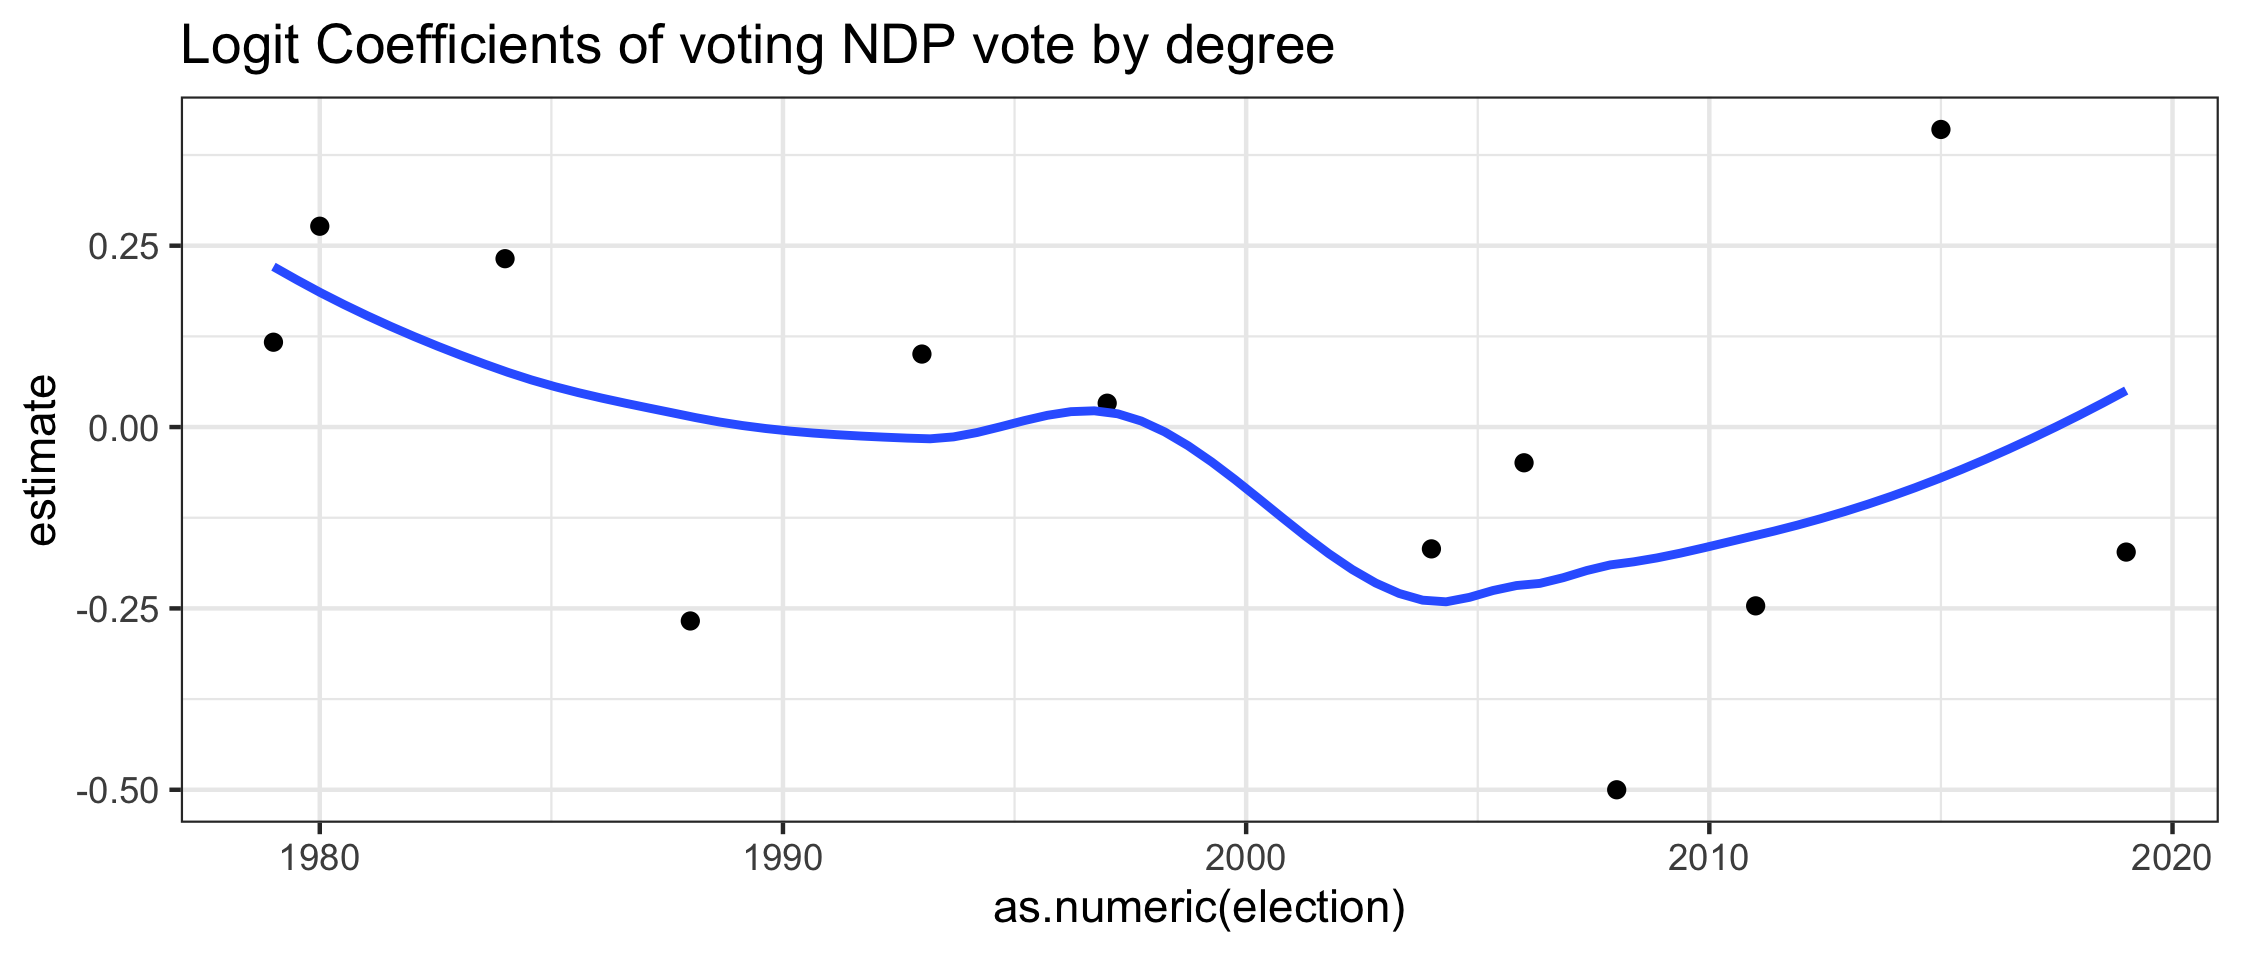 Logit Coefficients of voting NDP vote by degree
estimate
0.25
0.00
-0.25
-0.50
1980 1990 2000 2010 2020
as.numeric(election)